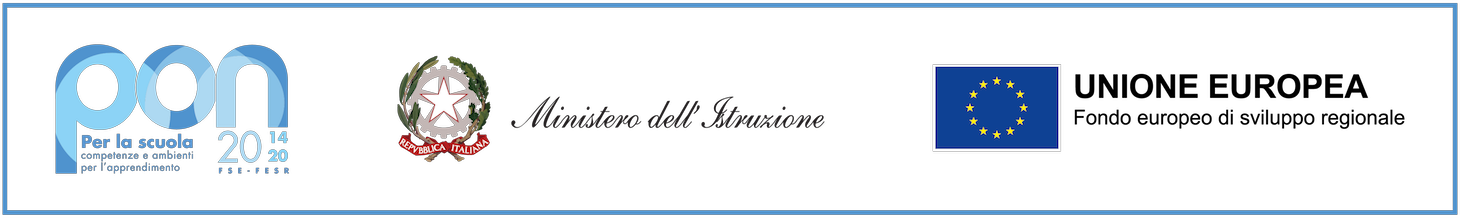 pon
Per la scuola
competenze e ambienti
per l'apprendimento
2014
20
FSE-FESR
REPVBBLICA ITALIANA
Ministero dell'Istruzione
UNIONE EUROPEA
Fondo europeo di sviluppo regionale